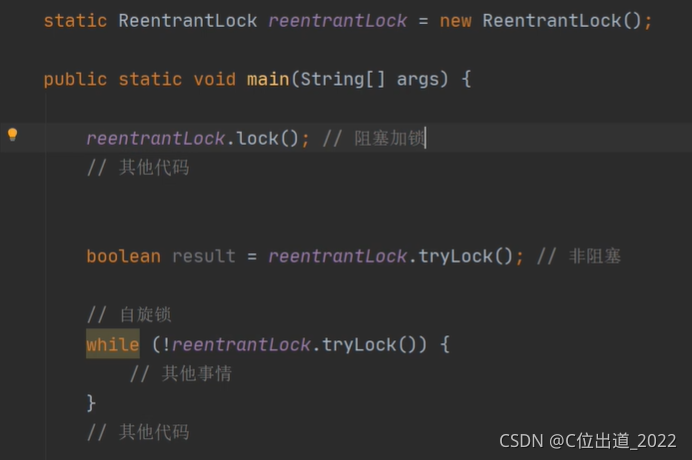 static ReentrantLock reentrantLock = new ReentrantLock();
public static void main(String[] args) {
reentrantLock.lock(); // 阻塞加锁
// 其他代码
boolean result = reentrantLock.tryLock(); // 非阻塞
// 自旋锁
while (!reentrantLock.tryLock()) {
// 其他事情
}
// 其他代码
CSDN @C位出道_2022